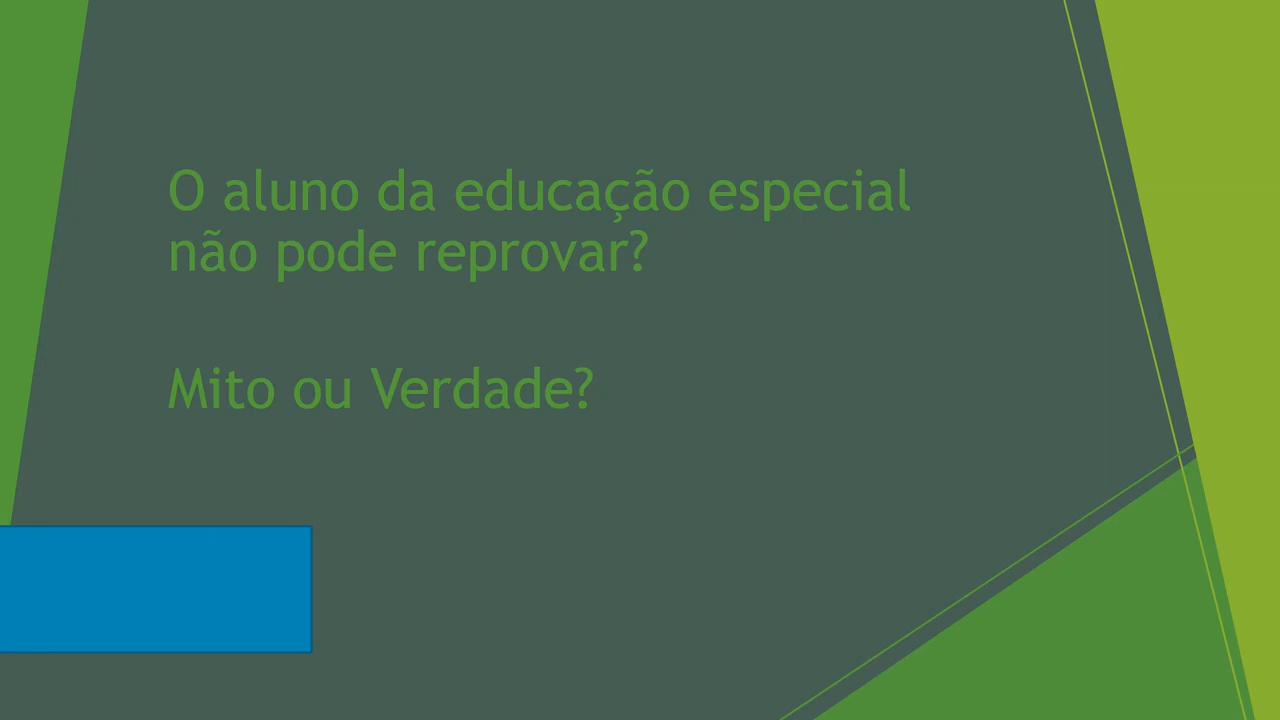 O aluno da educação especial
não pode reprovar?
Mito ou Verdade?